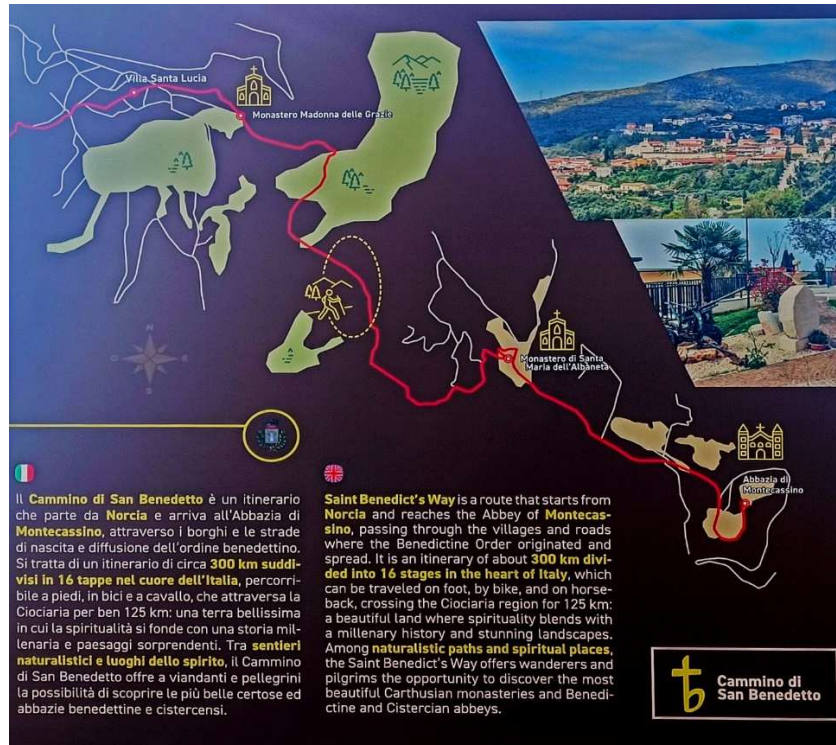 Villa Santa Lucia
Monastero Madonna delle Grazie
Monastero di Santa
Maria dell'Albaneta
Abbazia di
Montecassino
N
Il Cammino di San Benedetto è un itinerario
che parte da Norcia e arriva all'Abbazia di
Montecassino, attraverso i borghi e le strade
di nascita e diffusione dell'ordine benedettino.
Si tratta di un itinerario di circa 300 km suddi-
visi in 16 tappe nel cuore dell'Italia, percorri-
bile a piedi, in bici e a cavallo, che attraversa la
Ciociaria per ben 125 km: una terra bellissima
in cui la spiritualità si fonde con una storia mil-
lenaria e paesaggi sorprendenti. Tra sentieri
naturalistici e luoghi dello spirito, il Cammino
di San Benedetto offre a viandanti e pellegrini
la possibilità di scoprire le più belle certose ed
abbazie benedettine e cistercensi.
Saint Benedict's Way is a route that starts from
Norcia and reaches the Abbey of Montecas-
sino, passing through the villages and roads
where the Benedictine Order originated and
spread. It is an itinerary of about 300 km divi-
ded into 16 stages in the heart of Italy, which
can be traveled on foot, by bike, and on horse-
back, crossing the Ciociaria region for 125 km:
a beautiful land where spirituality blends with
a millenary history and stunning landscapes.
Among naturalistic paths and spiritual places,
the Saint Benedict's Way offers wanderers and
pilgrims the opportunity to discover the most
beautiful Carthusian monasteries and Benedi-
ctine and Cistercian abbeys.
Cammino di
San Benedetto